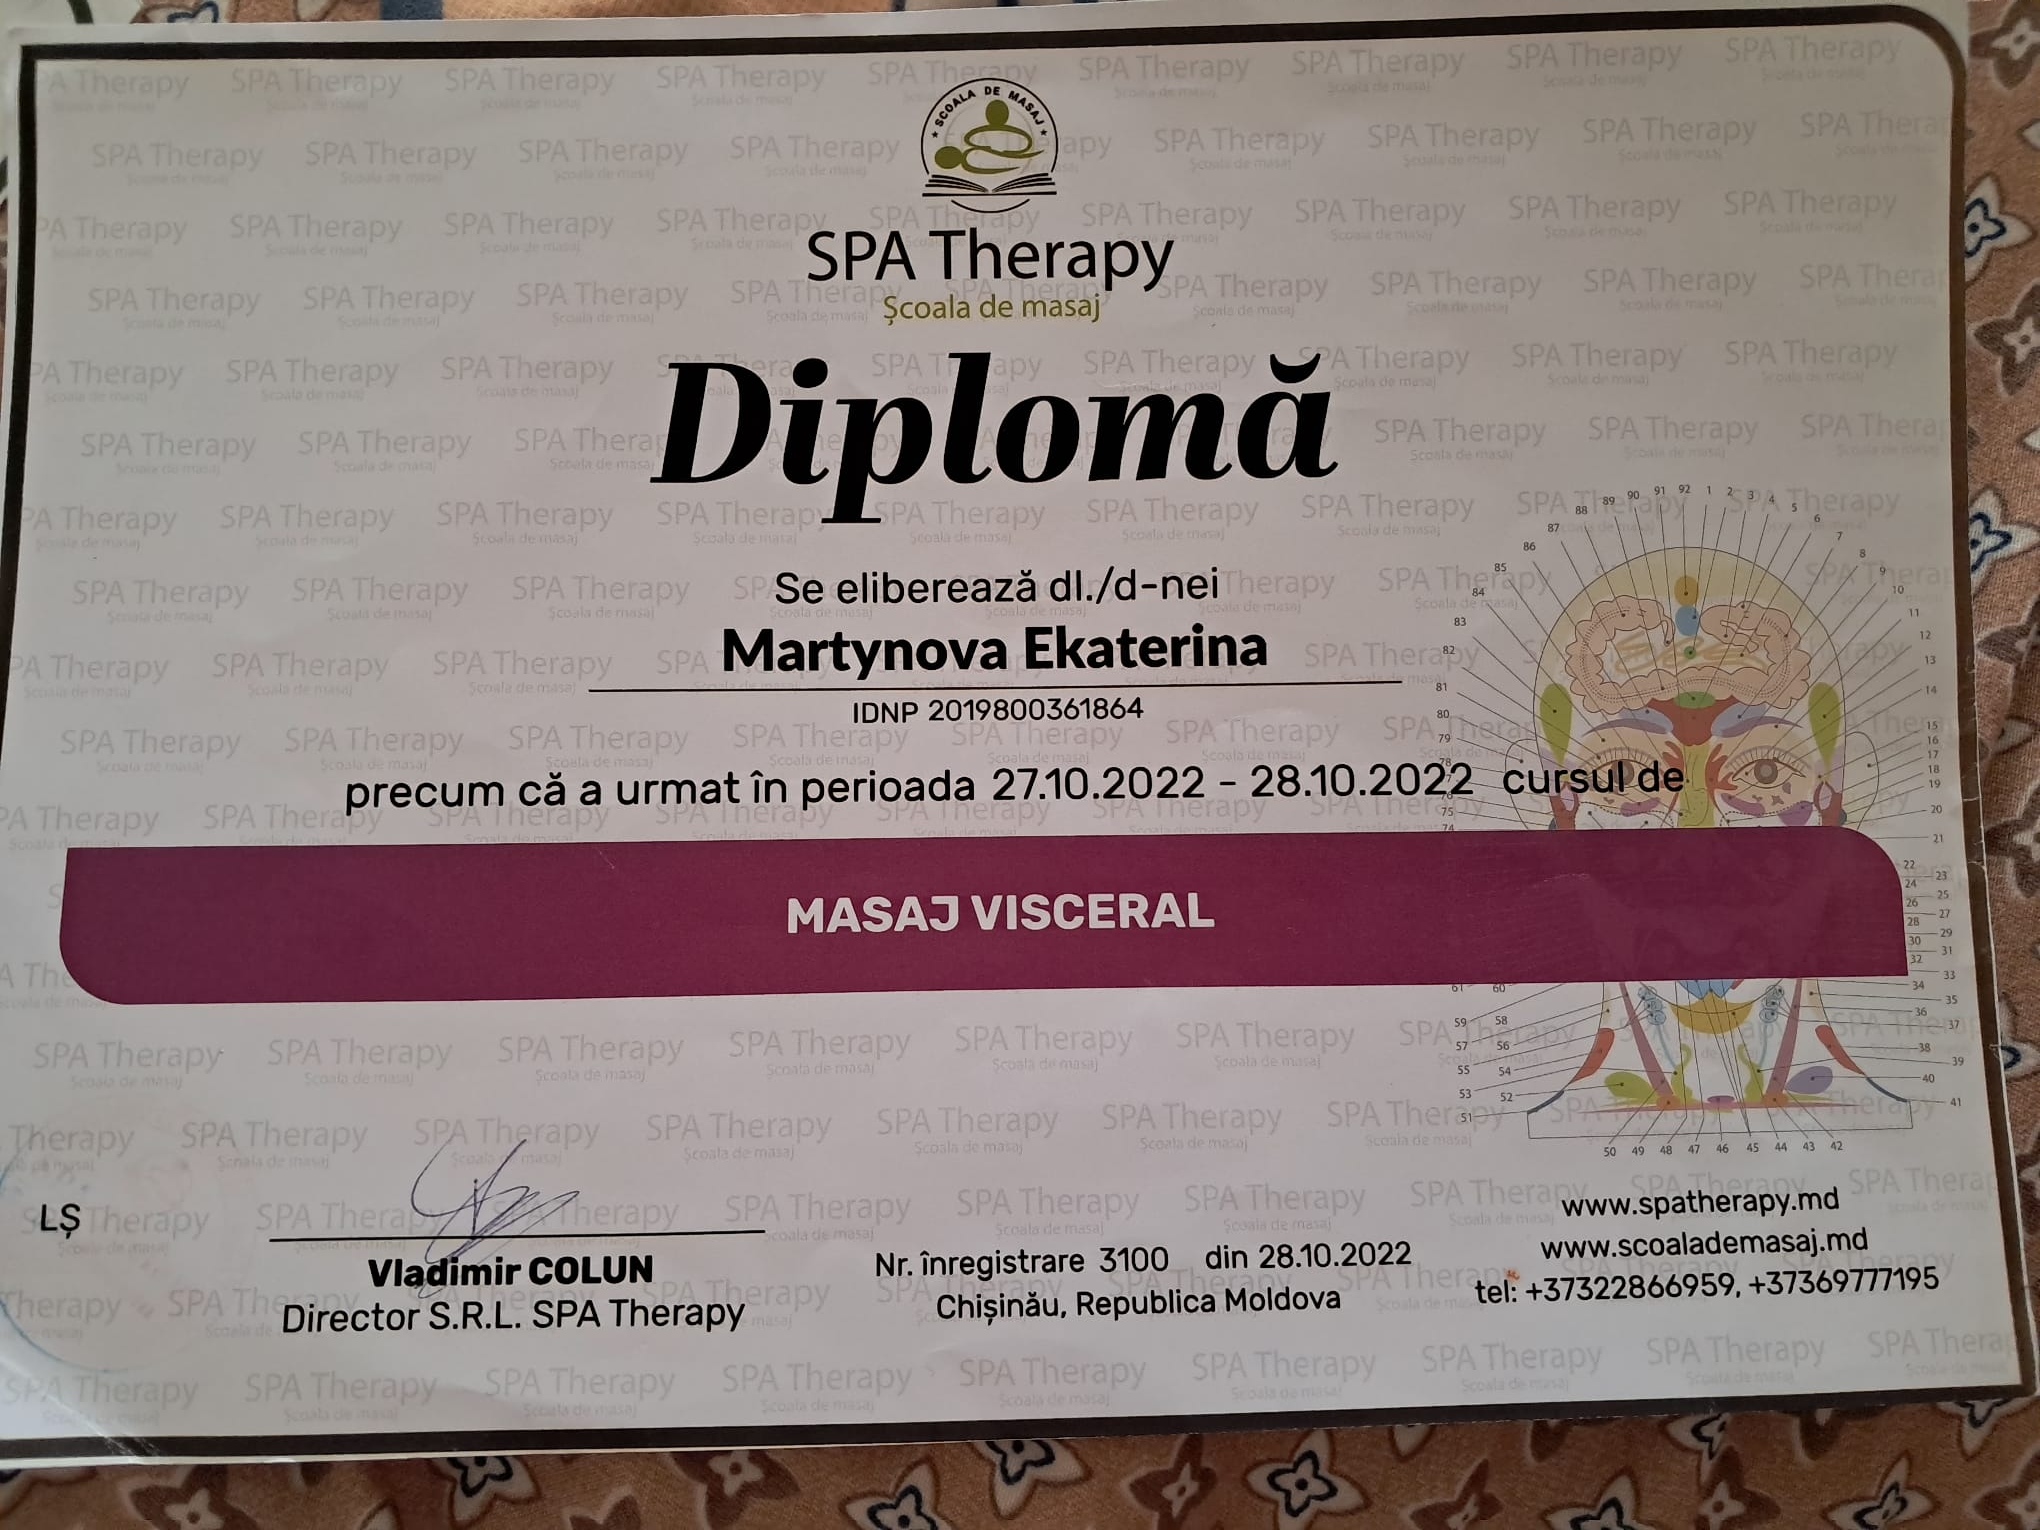 SCOALA DE MASAJ
SPA Therapy
Școala de masaj
Diplomă
Se eliberează dl./d-nei
Martynova Ekaterina
IDNP 2019800361864
precum că a urmat în perioada 27.10.2022 - 28.10.2022 cursul de
MASAJ VISCERAL
LȘ
Vladimir COLUN
Director S.R.L. SPA Therapy
Nr. înregistrare 3100 din 28.10.2022
Chișinău, Republica Moldova
www.spatherapy.md
www.scoalademasaj.md
tel: +37322866959, +37369777195